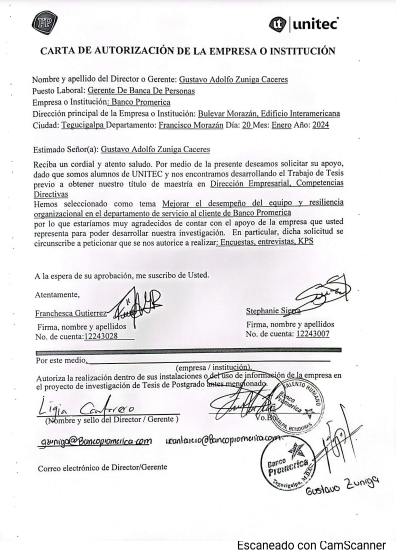 unitec
CARTA DE AUTORIZACIÓN DE LA EMPRESA O INSTITUCIÓN
Nombre y apellido del Director o Gerente: Gustavo Adolfo Zuniga Caceres
Puesto Laboral: Gerente De Banca De Personas
Empresa o Institución: Banco Promerica
Dirección principal de la Empresa o Institución: Bulevar Morazán, Edificio Interamericana
Ciudad: Tegucigalpa Departamento: Francisco Morazán Día: 20 Mes: Enero Año: 2024
Estimado Señor(a): Gustavo Adolfo Zuniga Caceres
Reciba un cordial y atento saludo. Por medio de la presente deseamos solicitar su apoyo,
dado que somos alumnos de UNITEC y nos encontramos desarrollando el Trabajo de Tesis
previo a obtener nuestro título de maestría en Dirección Empresarial, Competencias
Directivas
Hemos seleccionado como tema Mejorar el desempeño del equipo y resiliencia
organizacional en el departamento de servicio al cliente de Banco Promerica
por lo que estaríamos muy agradecidos de contar con el apoyo de la empresa que usted
representa para poder desarrollar nuestra investigación. En particular, dicha solicitud se
circunscribe a peticionar que se nos autorice a realizar: Encuestas, entrevistas, KPS
A la espera de su aprobación, me suscribo de Usted.
Atentamente,
Franchesca Gutierrez
Stephanie Sierra
Firma, nombre y apellidos
Firma, nombre y apellidos
No. de cuenta:12243028
No. de cuenta: 12243007
Por este medio,
(empresa / institución),
Autoriza la realización dentro de sus instalaciones o del uso de información de la empresa en
el proyecto de investigación de Tesis de Postgrado antes mencionado.
TALENTO HUMANO
Banco
Promerica
Ligia
(Nombre y sello del Director / Gerente )
Vo.Bo
gzuniga@Bancopromerica.com
@Bancopromerica.com
Banco
Promerica
Correo electrónico de Director/Gerente
Gustavo Zuniga
Escaneado con CamScanner